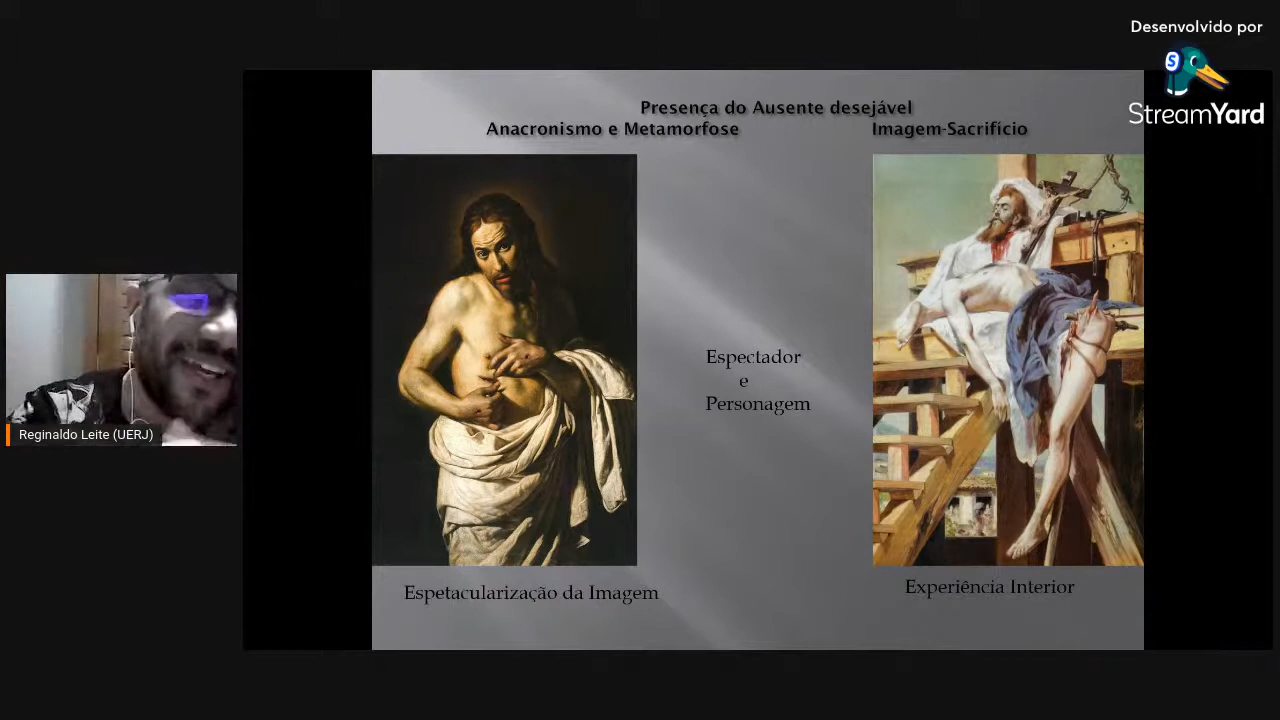 Desenvolvido por
StreamYard
Presença do Ausente desejável
Anacronismo e Metamorfose
Imagem-Sacrifício
Espectador
e
Personagem
Reginaldo Leite (UERJ)
Espetacularização da Imagem
Experiência Interior